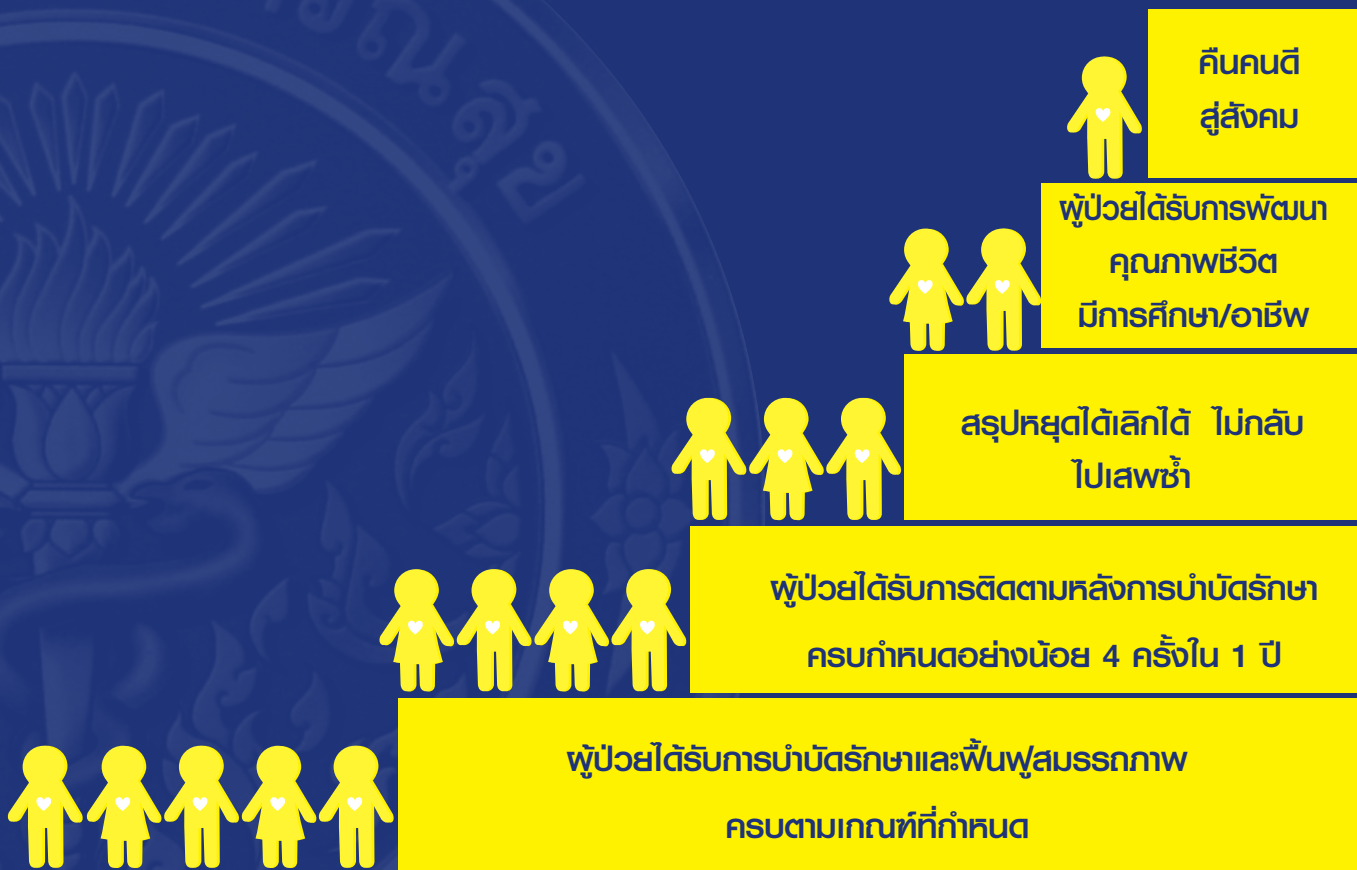 คืนคนดี
สู่สังคม
ผู้ป่วยได้รับการพัฒนา
คุณภาพชีวิต
มีการศึกษา/อาชีพ
สรุปหยุดได้เลิกได้ ไม่กลับ
ไปเสพซ้ำ
ผู้ป่วยได้รับการติดตามหลังการบำบัดรักษา
ครบกำหนดอย่างน้อย 4 ครั้งใน 1 ปี
ผู้ป่วยได้รับการบำบัดรักษาและฟื้นฟูสมรรถภาพ
ครบตามเกณฑ์ที่กำหนด